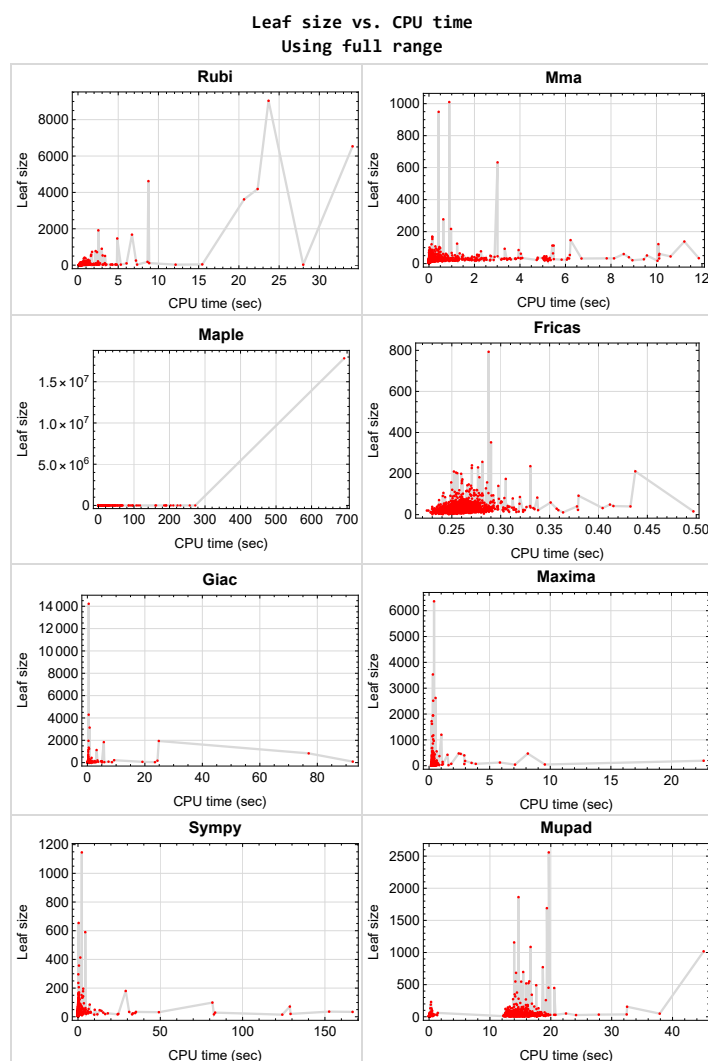 Leaf size vs. CPU time
Using full range
Rubi
Leaf size
8000
6000
4000
2000
0
0 5 10 15 20 25 30
CPU time (sec)
Mma
Leaf size
1000
800
600
400
200
0
0 2 4 6 8 10 12
CPU time (sec)
Maple
Leaf size
1.5×10^7
1.0×10^7
5.0×10^6
0
0 100 200 300 400 500 600 700
CPU time (sec)
Fricas
Leaf size
800
600
400
200
0
0.25 0.30 0.35 0.40 0.45 0.50
CPU time (sec)
Giac
Leaf size
14000
12000
10000
8000
6000
4000
2000
0
0 20 40 60 80
CPU time (sec)
Maxima
Leaf size
6000
5000
4000
3000
2000
1000
0
0 5 10 15 20
CPU time (sec)
Sympy
Leaf size
1200
1000
800
600
400
200
0
0 50 100 150
CPU time (sec)
Mupad
Leaf size
2500
2000
1500
1000
500
0
0 10 20 30 40
CPU time (sec)